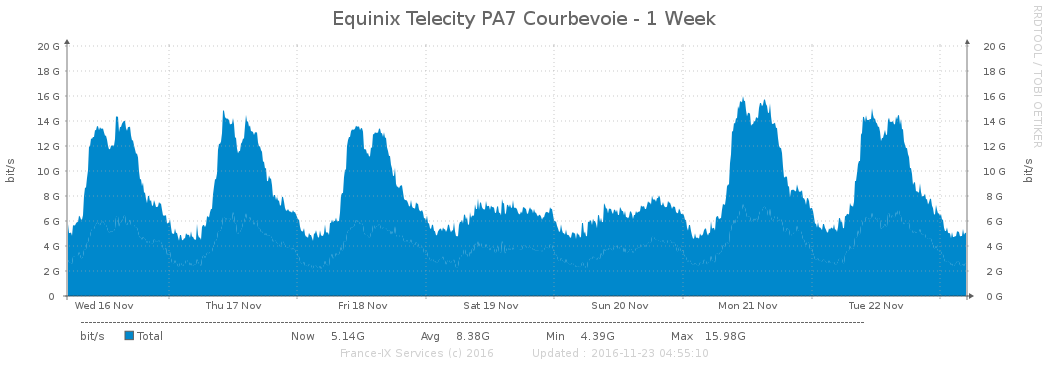 Equinix Telecity PA7 Courbevoie - 1 Week
RRDTOOL / TOBI OETIKER
20 G 20 G
18 G 18 G
16 G 16 G
14 G 14 G
12 G 12 G
10 G 10 G
8 G 8 G
6 G 6 G
4 G 4 G
2 G 2 G
0 0 G
bit/s
bit/s
Wed 16 Nov Thu 17 Nov Fri 18 Nov Sat 19 Nov Sun 20 Nov Mon 21 Nov Tue 22 Nov
bit/s Total Now 5.14G Avg 8.38G Min 4.39G Max 15.98G
France-IX Services (c) 2016 Updated : 2016-11-23 04:55:10